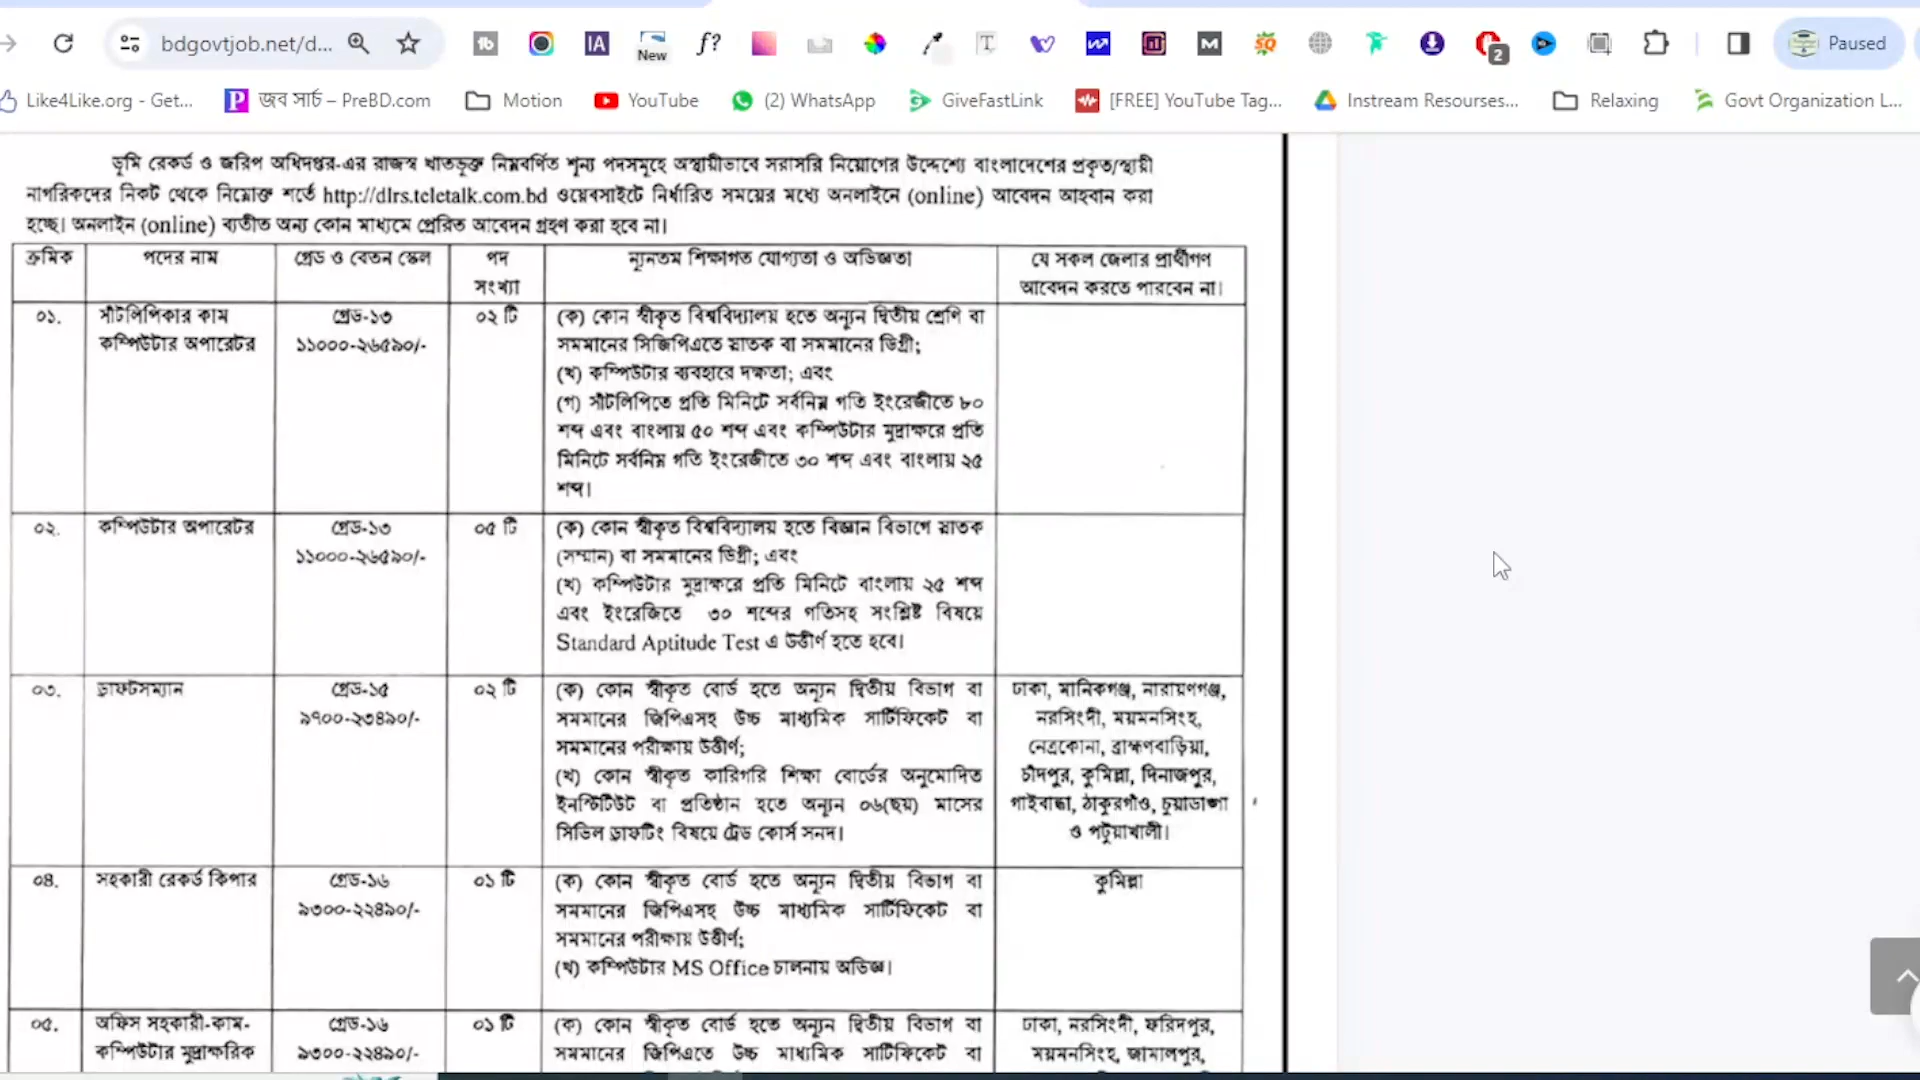 bdgovtjob.net/d...
New
f?
2
Paused
Like4Like.org - Get...
জব সার্চ – PreBD.com
Motion
YouTube
(2) WhatsApp
GiveFastLink
[FREE] YouTube Tag...
Instream Resourses...
Relaxing
Govt Organization L...
ভূমি রেকর্ড ও জরিপ অধিদপ্তর-এর রাজস্ব খাতভুক্ত নিম্নবর্ণিত শূন্য পদসমূহে অস্থায়ীভাবে সরাসরি নিয়োগের উদ্দেশ্যে বাংলাদেশের প্রকৃত/স্থায়ী
নাগরিকদের নিকট থেকে নিম্নোক্ত শর্তে http://dlrs.teletalk.com.bd ওয়েবসাইটে নির্ধারিত সময়ের মধ্যে অনলাইনে (online) আবেদন আহবান করা
হচ্ছে। অনলাইন (online) ব্যতীত অন্য কোন মাধ্যমে প্রেরিত আবেদন গ্রহণ করা হবে না।
ক্রমিক
পদের নাম
গ্রেড ও বেতন স্কেল
পদ
সংখ্যা
ন্যূনতম শিক্ষাগত যোগ্যতা ও অভিজ্ঞতা
যে সকল জেলার প্রার্থীগণ
আবেদন করতে পারবেন না।
০১.
সাঁটলিপিকার কাম
কম্পিউটার অপারেটর
গ্রেড-১৩
১১০০০-২৬৫৯০/-
০২ টি
(ক) কোন স্বীকৃত বিশ্ববিদ্যালয় হতে অন্যূন দ্বিতীয় শ্রেণি বা
সমমানের সিজিপিএতে স্নাতক বা সমমানের ডিগ্রী;
(খ) কম্পিউটার ব্যবহারে দক্ষতা; এবং
(গ) সাঁটলিপিতে প্রতি মিনিটে সর্বনিম্ন গতি ইংরেজীতে ৮০
শব্দ এবং বাংলায় ৫০ শব্দ এবং কম্পিউটার মুদ্রাক্ষরে প্রতি
মিনিটে সর্বনিম্ন গতি ইংরেজীতে ৩০ শব্দ এবং বাংলায় ২৫
শব্দ।
০২.
কম্পিউটার অপারেটর
গ্রেড-১৩
১১০০০-২৬৫৯০/-
০৫ টি
(ক) কোন স্বীকৃত বিশ্ববিদ্যালয় হতে বিজ্ঞান বিভাগে স্নাতক
(সম্মান) বা সমমানের ডিগ্রী; এবং
(খ) কম্পিউটার মুদ্রাক্ষরে প্রতি মিনিটে বাংলায় ২৫ শব্দ
এবং ইংরেজিতে ৩০ শব্দের গতিসহ সংশ্লিষ্ট বিষয়ে
Standard Aptitude Test এ উত্তীর্ণ হতে হবে।
০৩.
ড্রাফটসম্যান
গ্রেড-১৫
৯৭০০-২৩৪৯০/-
০২ টি
(ক) কোন স্বীকৃত বোর্ড হতে অন্যূন দ্বিতীয় বিভাগ বা
সমমানের জিপিএসহ উচ্চ মাধ্যমিক সার্টিফিকেট বা
সমমানের পরীক্ষায় উত্তীর্ণ;
(খ) কোন স্বীকৃত কারিগরি শিক্ষা বোর্ডের অনুমোদিত
ইনস্টিটিউট বা প্রতিষ্ঠান হতে অন্যূন ০৬(ছয়) মাসের
সিভিল ড্রাফটিং বিষয়ে ট্রেড কোর্স সনদ।
ঢাকা, মানিকগঞ্জ, নারায়ণগঞ্জ,
নরসিংদী, ময়মনসিংহ,
নেত্রকোনা, ব্রাহ্মণবাড়িয়া,
চাঁদপুর, কুমিল্লা, দিনাজপুর,
গাইবান্ধা, ঠাকুরগাঁও, চুয়াডাঙ্গা
ও পটুয়াখালী।
০৪.
সহকারী রেকর্ড কিপার
গ্রেড-১৬
৯৩০০-২২৪৯০/-
০১ টি
(ক) কোন স্বীকৃত বোর্ড হতে অন্যূন দ্বিতীয় বিভাগ বা
সমমানের জিপিএসহ উচ্চ মাধ্যমিক সার্টিফিকেট বা
সমমানের পরীক্ষায় উত্তীর্ণ;
(খ) কম্পিউটার MS Office চালনায় অভিজ্ঞ।
কুমিল্লা
০৫.
অফিস সহকারী-কাম-
কম্পিউটার মুদ্রাক্ষরিক
গ্রেড-১৬
৯৩০০-২২৪৯০/-
০১ টি
(ক) কোন স্বীকৃত বোর্ড হতে অন্যূন দ্বিতীয় বিভাগ বা
সমমানের জিপিএতে উচ্চ মাধ্যমিক সার্টিফিকেট বা
ঢাকা, নরসিংদী, ফরিদপুর,
ময়মনসিংহ, জামালপুর,